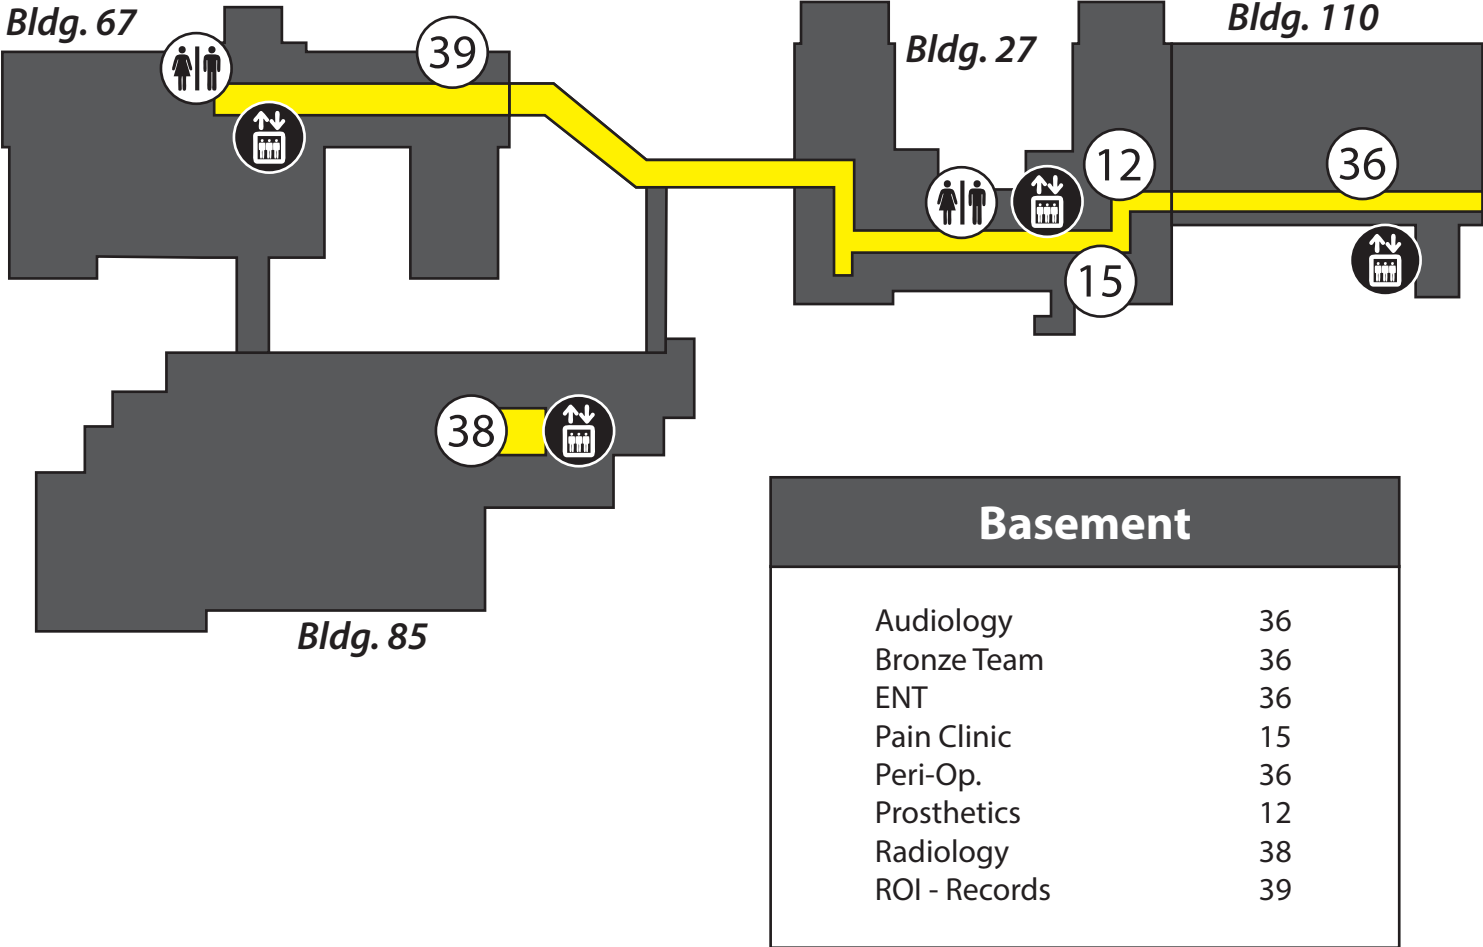 Bldg. 67
39
Bldg. 27
Bldg. 110
12
36
15
38
Bldg. 85
Basement
Audiology 36
Bronze Team 36
ENT 36
Pain Clinic 15
Peri-Op. 36
Prosthetics 12
Radiology 38
ROI - Records 39